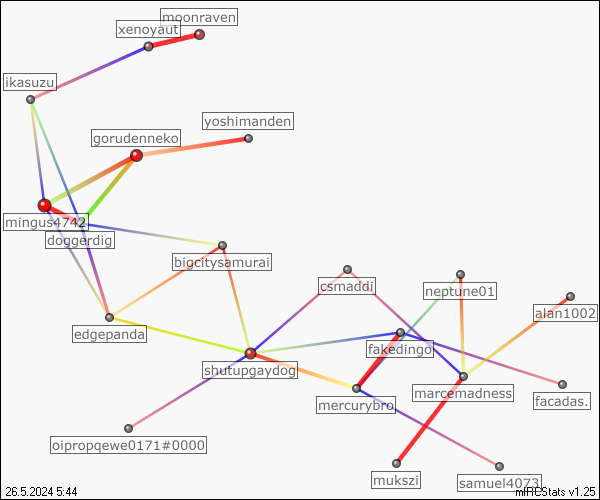 moonraven
xenoyaut
ikasuzu
yoshimanden
gorudenneko
mingus4742
doggerdig
bigcitysamurai
csmaddi
neptune01
alan1002
edgepanda
fakedingo
shutupgaydog
marcemadness
facadas.
mercurybro
oipropqewe0171#0000
mukszi
samuel4073
26.5.2024 5:44
mIRCStats v1.25